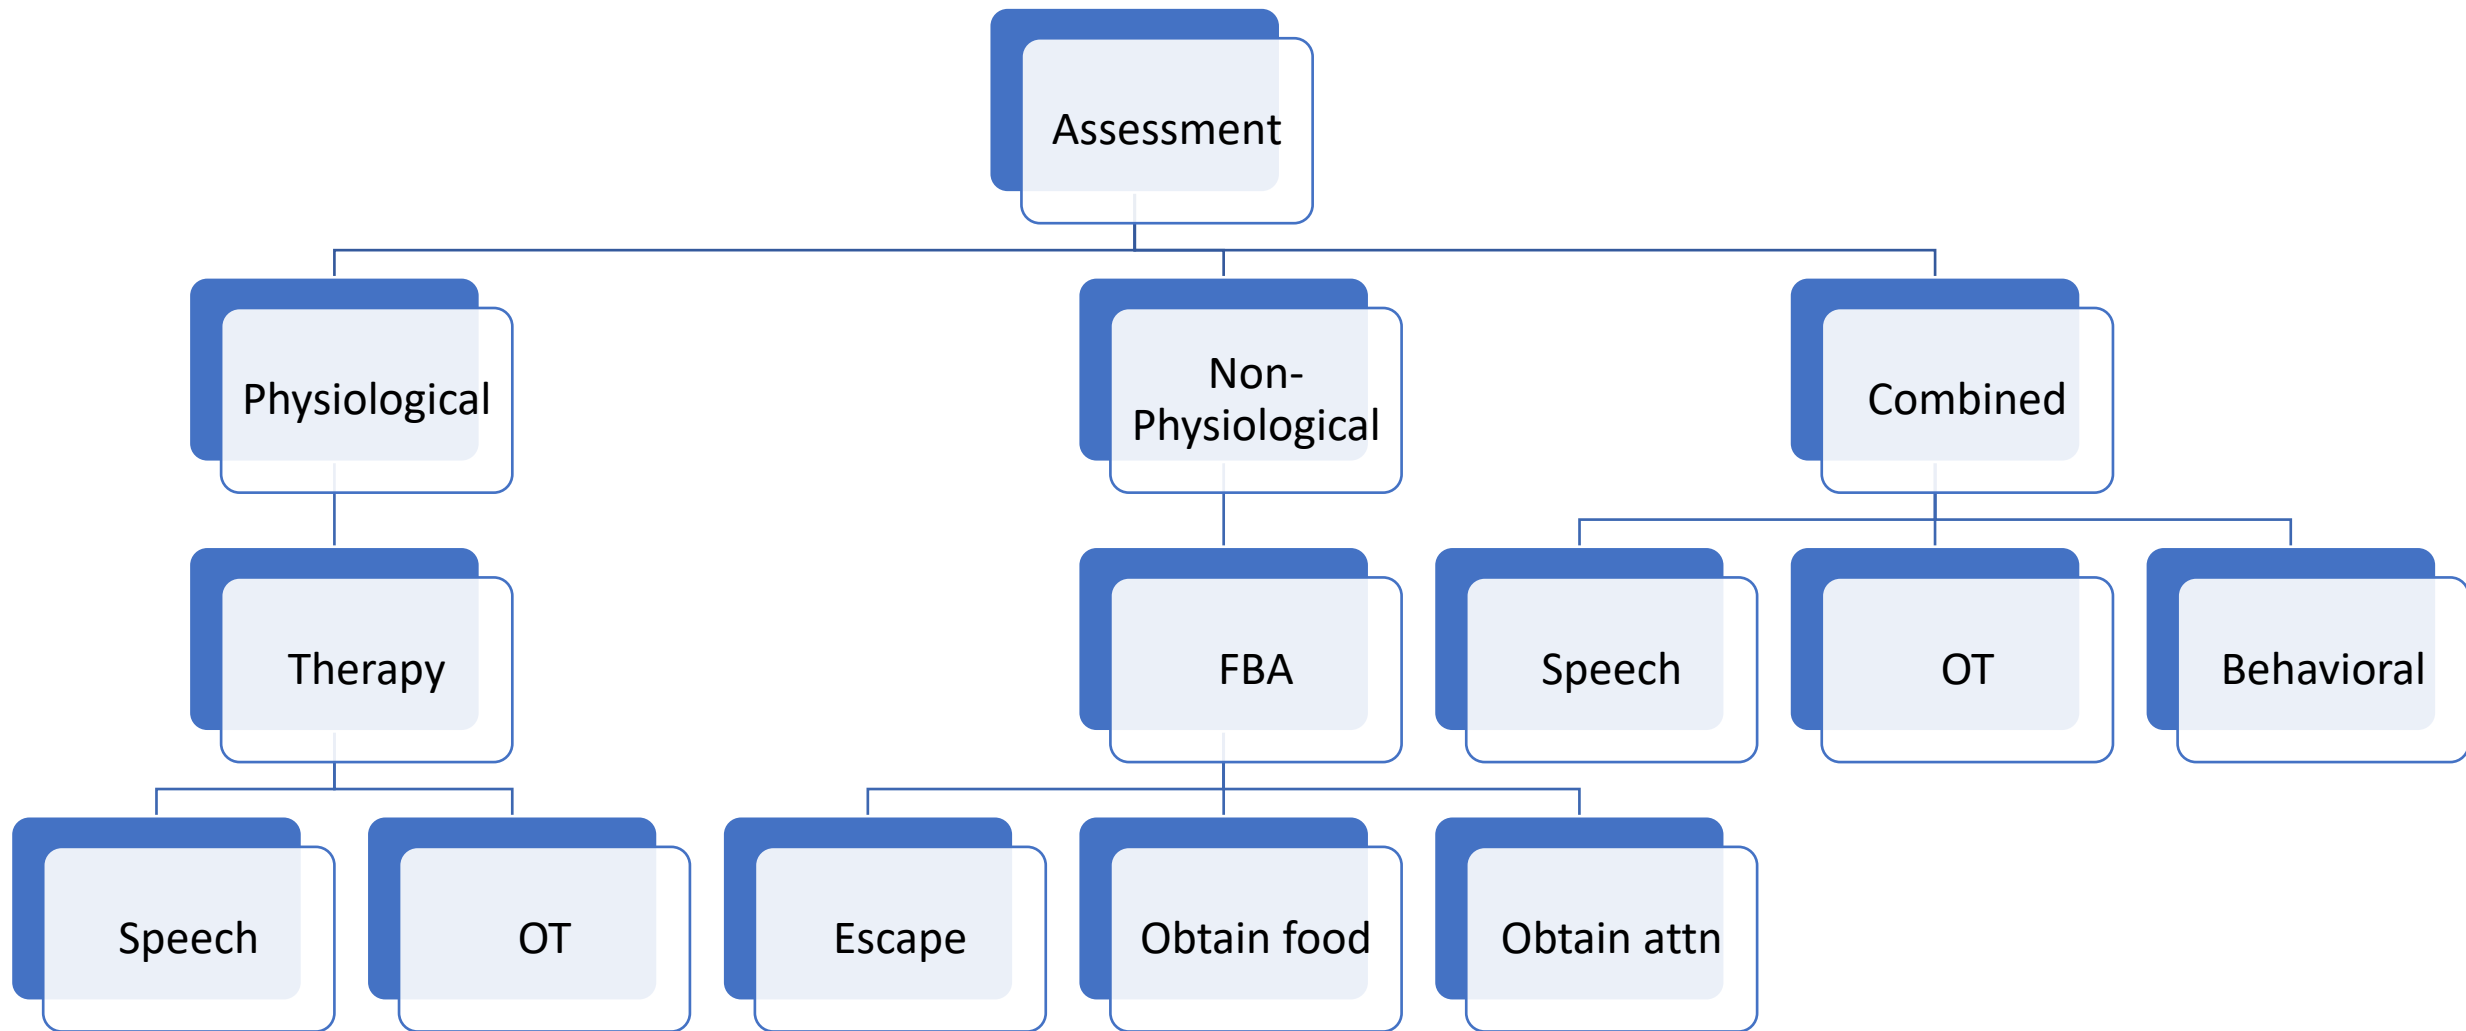 Assessment
Physiological
Non-
Physiological
Combined
Therapy
FBA
Speech
OT
Behavioral
Speech
OT
Escape
Obtain food
Obtain attn